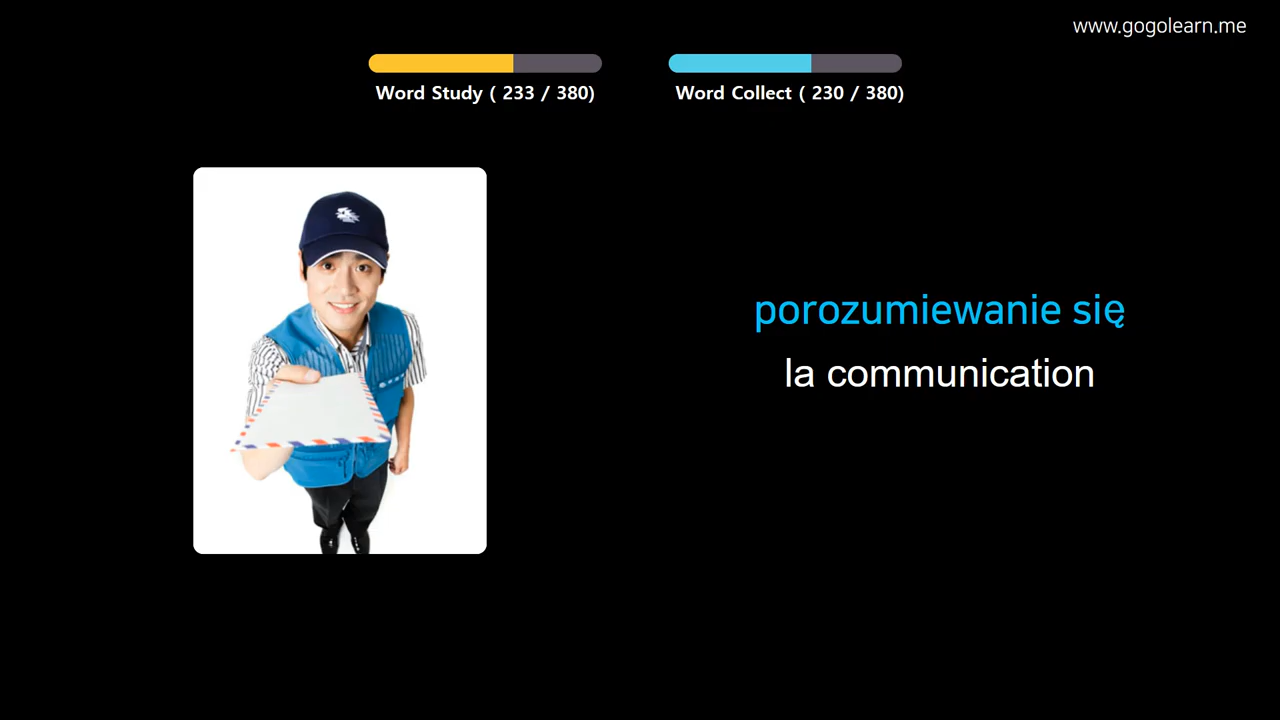 www.gogolearn.me
Word Study ( 233 / 380)
Word Collect ( 230 / 380)
porozumiewanie się
la communication